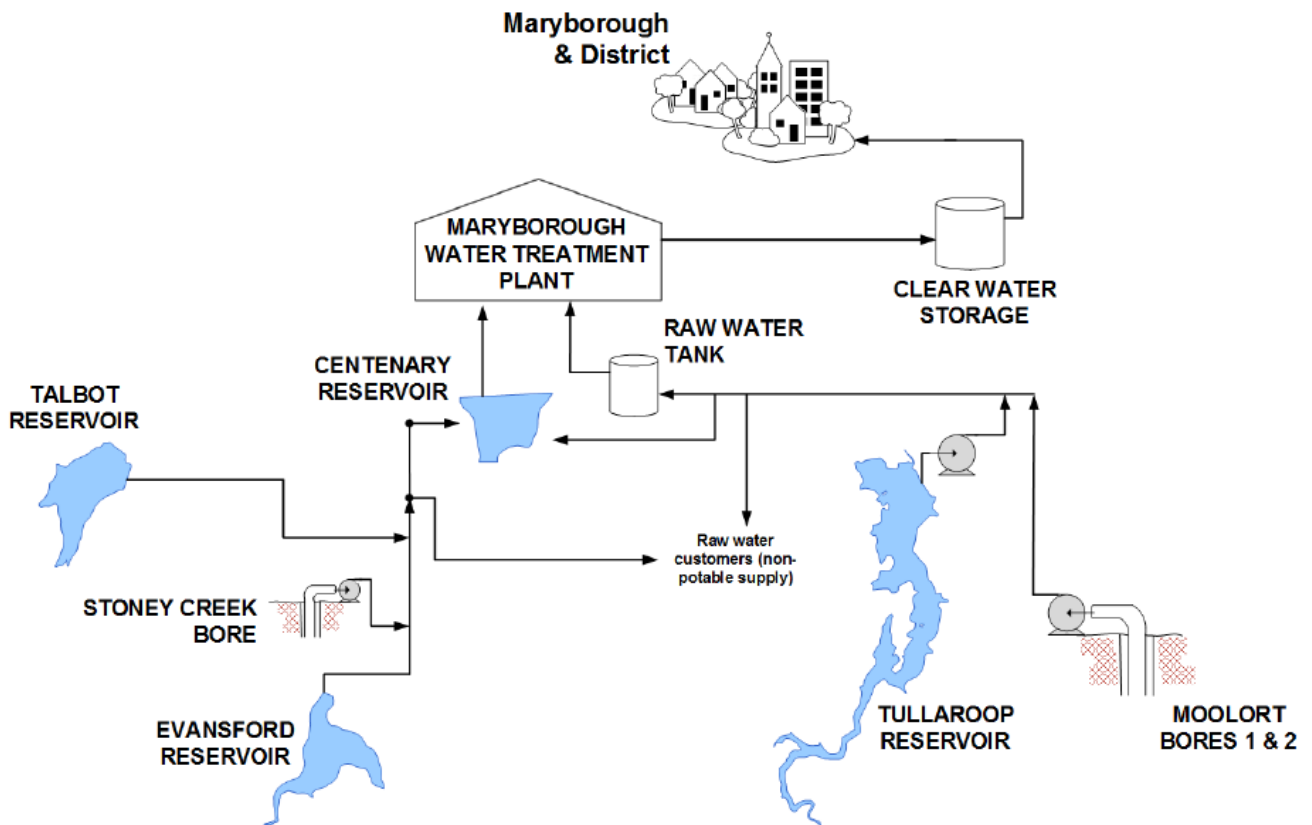 Maryborough
& District
MARYBOROUGH
WATER TREATMENT
PLANT
CLEAR WATER
STORAGE
RAW WATER
TANK
CENTENARY
RESERVOIR
TALBOT
RESERVOIR
Raw water
customers (non-
potable supply)
STONEY CREEK
BORE
EVANSFORD
RESERVOIR
TULLAROOP
RESERVOIR
MOOLORT
BORES 1 & 2